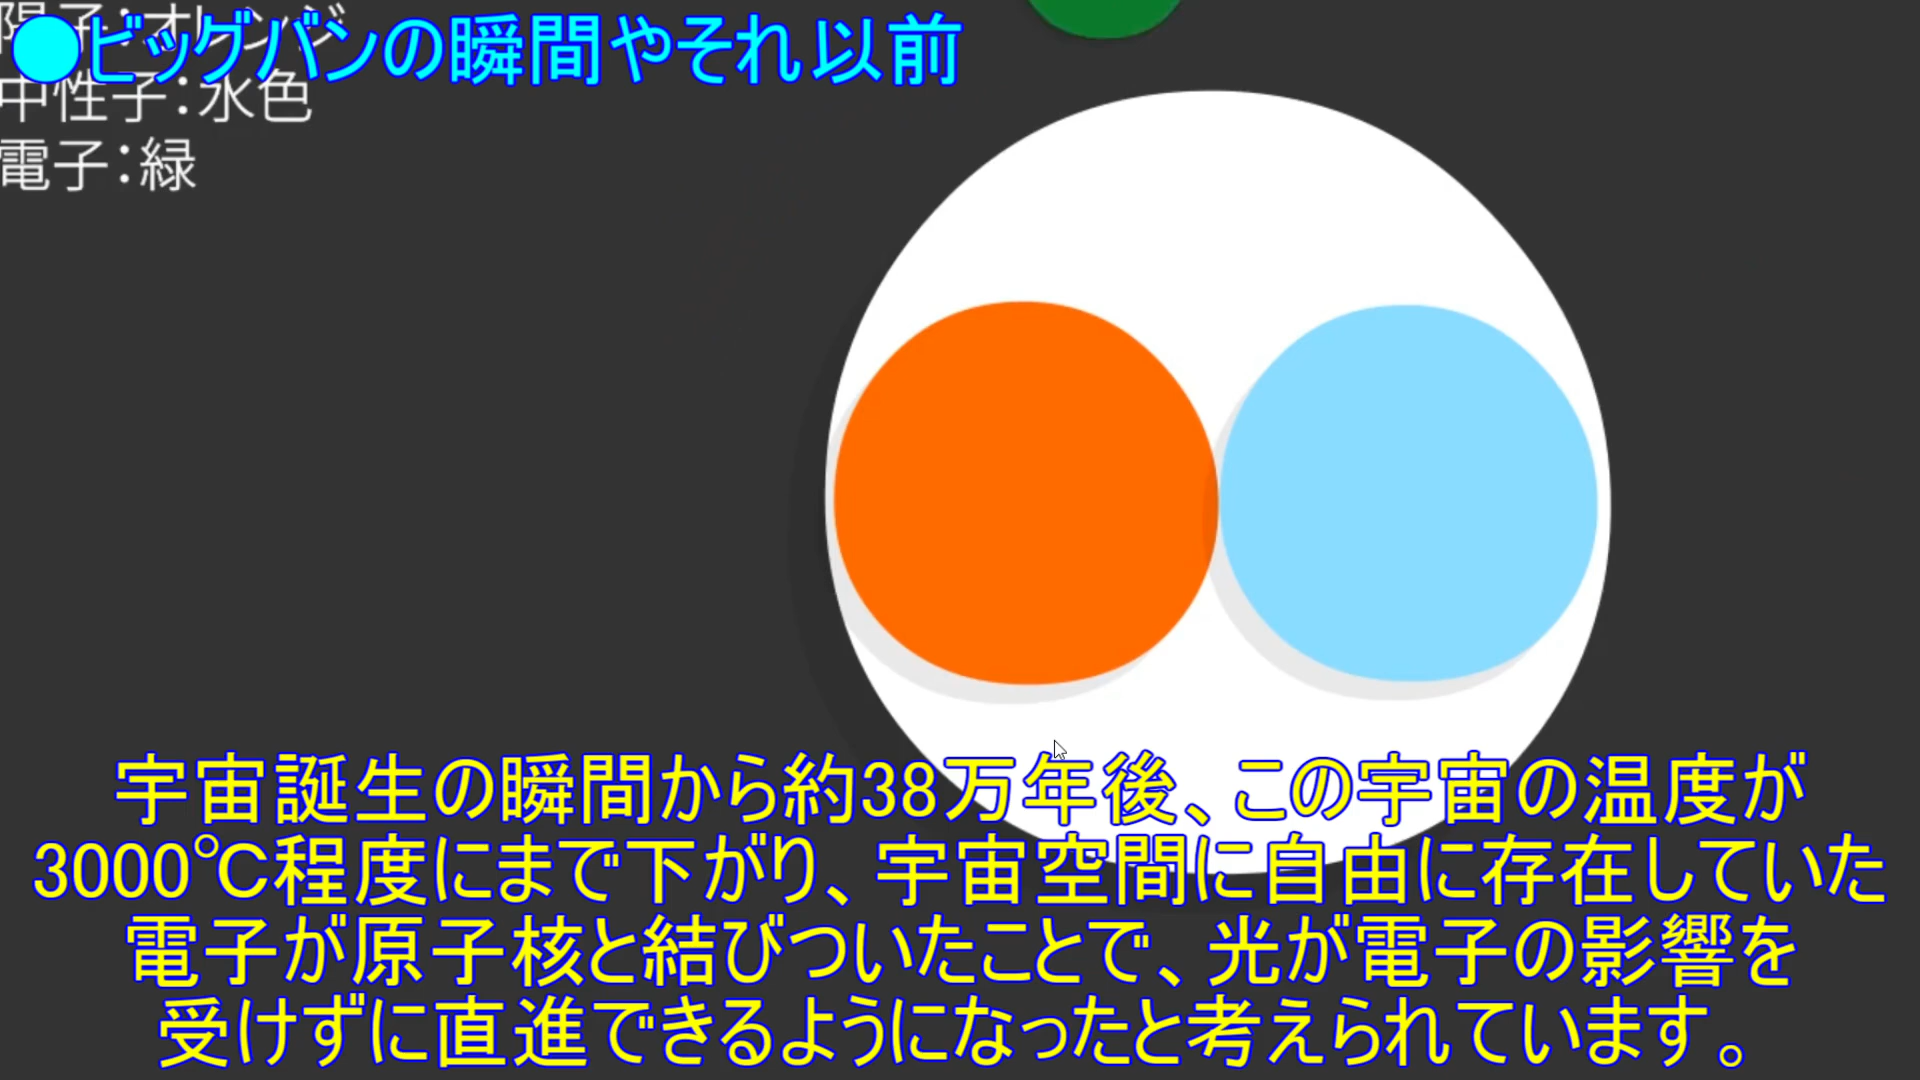 ●ビッグバンの瞬間やそれ以前
陽子:オレンジ
中性子:水色
電子:緑
宇宙誕生の瞬間から約38万年後、この宇宙の温度が
3000℃程度にまで下がり、宇宙空間に自由に存在していた
電子が原子核と結びついたことで、光が電子の影響を
受けずに直進できるようになったと考えられています。